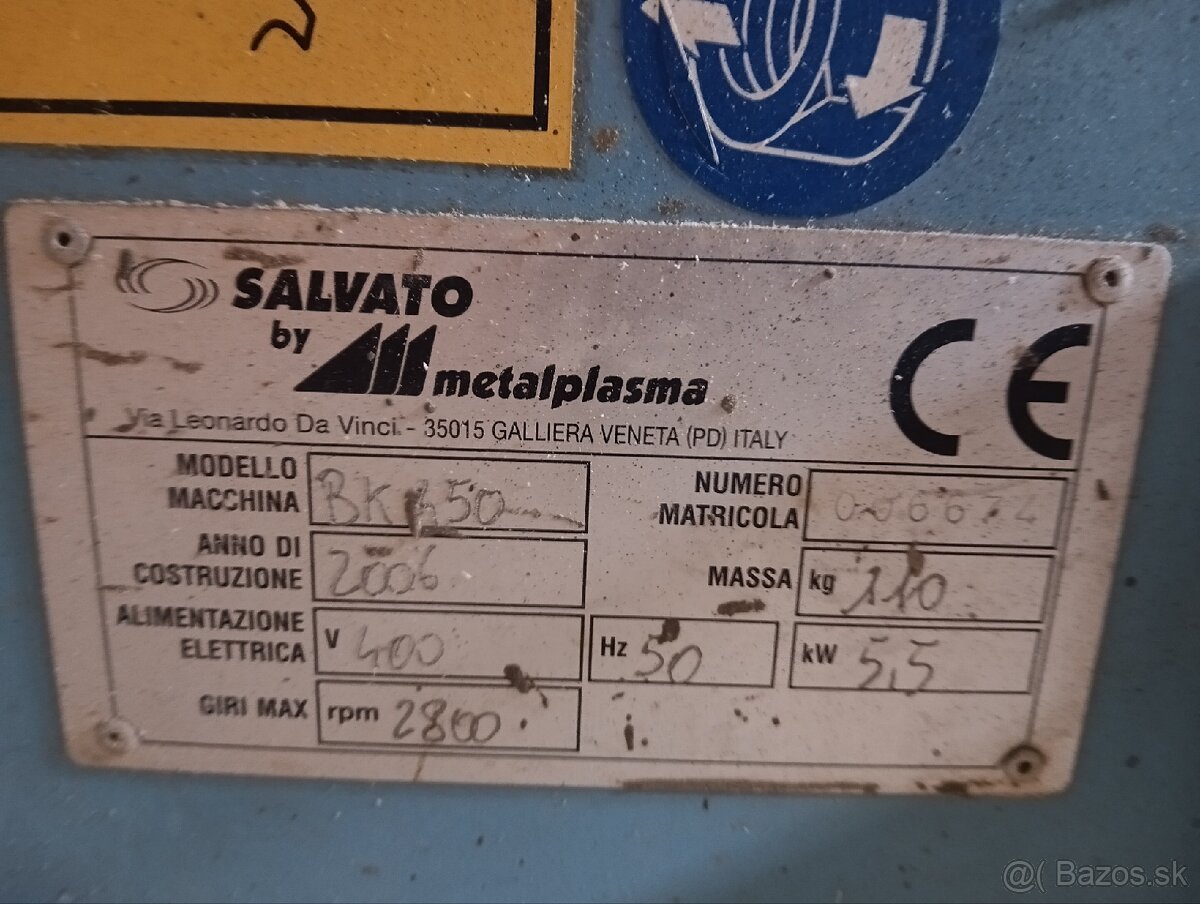 SALVATO
by metalplasma
CE
Via Leonardo Da Vinci - 35015 GALLIERA VENETA (PD) ITALY
MODELLO MACCHINA
NUMERO MATRICOLA
ANNO DI COSTRUZIONE 2006
MASSA kg 110
ALIMENTAZIONE ELETTRICA V 400 Hz 50 kW 5,5
GIRI MAX rpm 2800
@( Bazos.sk